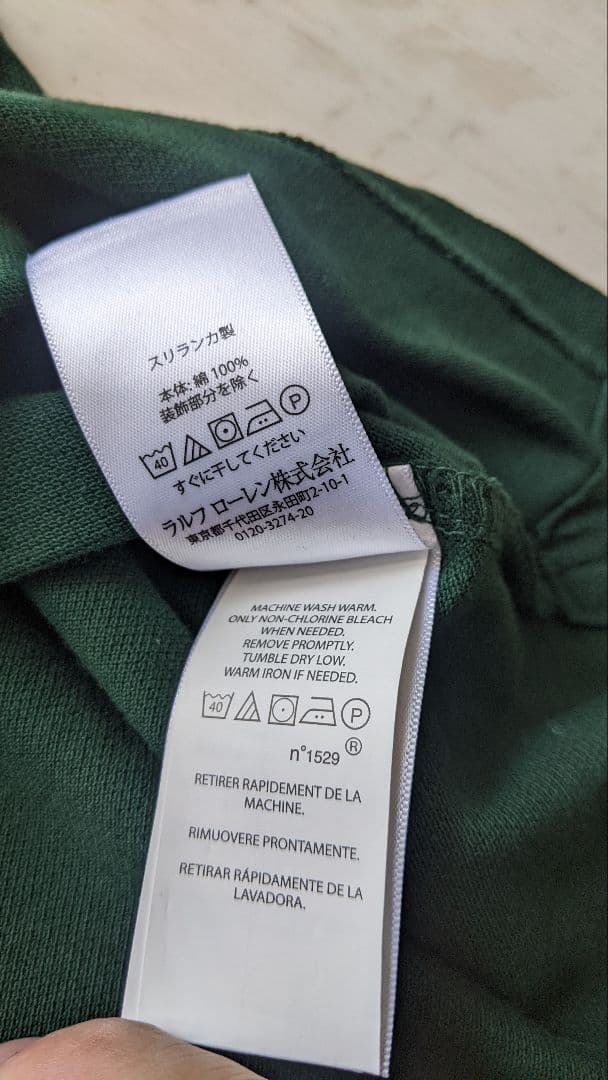 スリランカ製
本体: 綿 100%
装飾部分を除く
40 P
すぐに干してください
ラルフ ローレン株式会社
東京都千代田区永田町2-10-1
0120-3274-20
MACHINE WASH WARM.
ONLY NON-CHLORINE BLEACH
WHEN NEEDED.
REMOVE PROMPTLY.
TUMBLE DRY LOW.
WARM IRON IF NEEDED.
40 P
n°1529 ®
RETIRER RAPIDEMENT DE LA
MACHINE.
RIMUOVERE PRONTAMENTE.
RETIRAR RÁPIDAMENTE DE LA
LAVADORA.